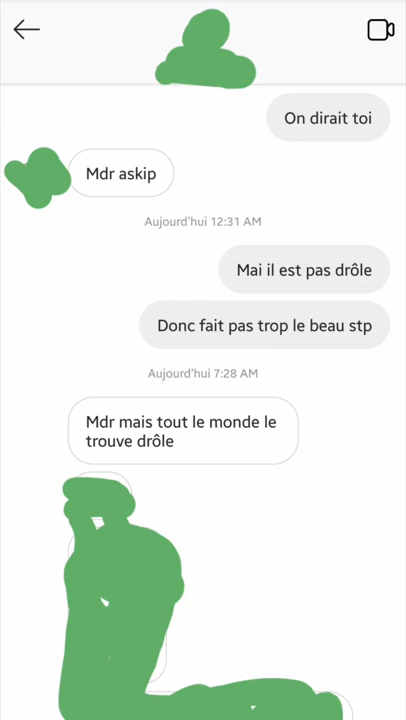 On dirait toi
Mdr askip
Aujourd'hui 12:31 AM
Mai il est pas drôle
Donc fait pas trop le beau stp
Aujourd'hui 7:28 AM
Mdr mais tout le monde le
trouve drôle